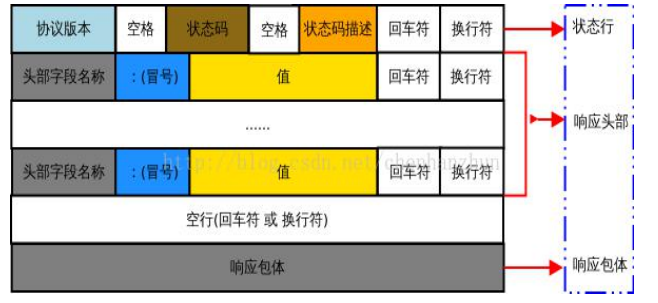 协议版本 空格 状态码 空格 状态码描述 回车符 换行符 状态行
头部字段名称 :(冒号) 值 回车符 换行符
...... 响应头部
http://blog.csdn.net/chenhanzhun
头部字段名称 :(冒号) 值 回车符 换行符
空行(回车符 或 换行符)
响应包体 响应包体